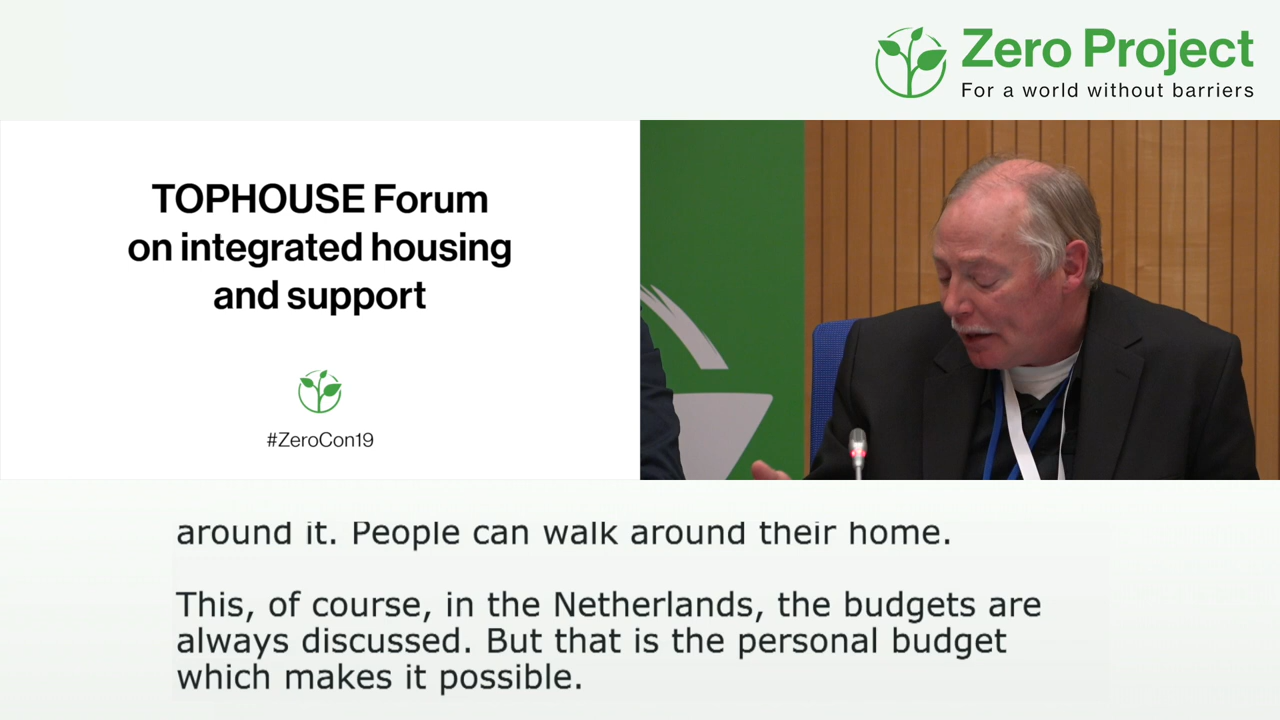 Zero Project
For a world without barriers
TOPHOUSE Forum
on integrated housing
and support
#ZeroCon19
around it. People can walk around their home.
This, of course, in the Netherlands, the budgets are
always discussed. But that is the personal budget
which makes it possible.